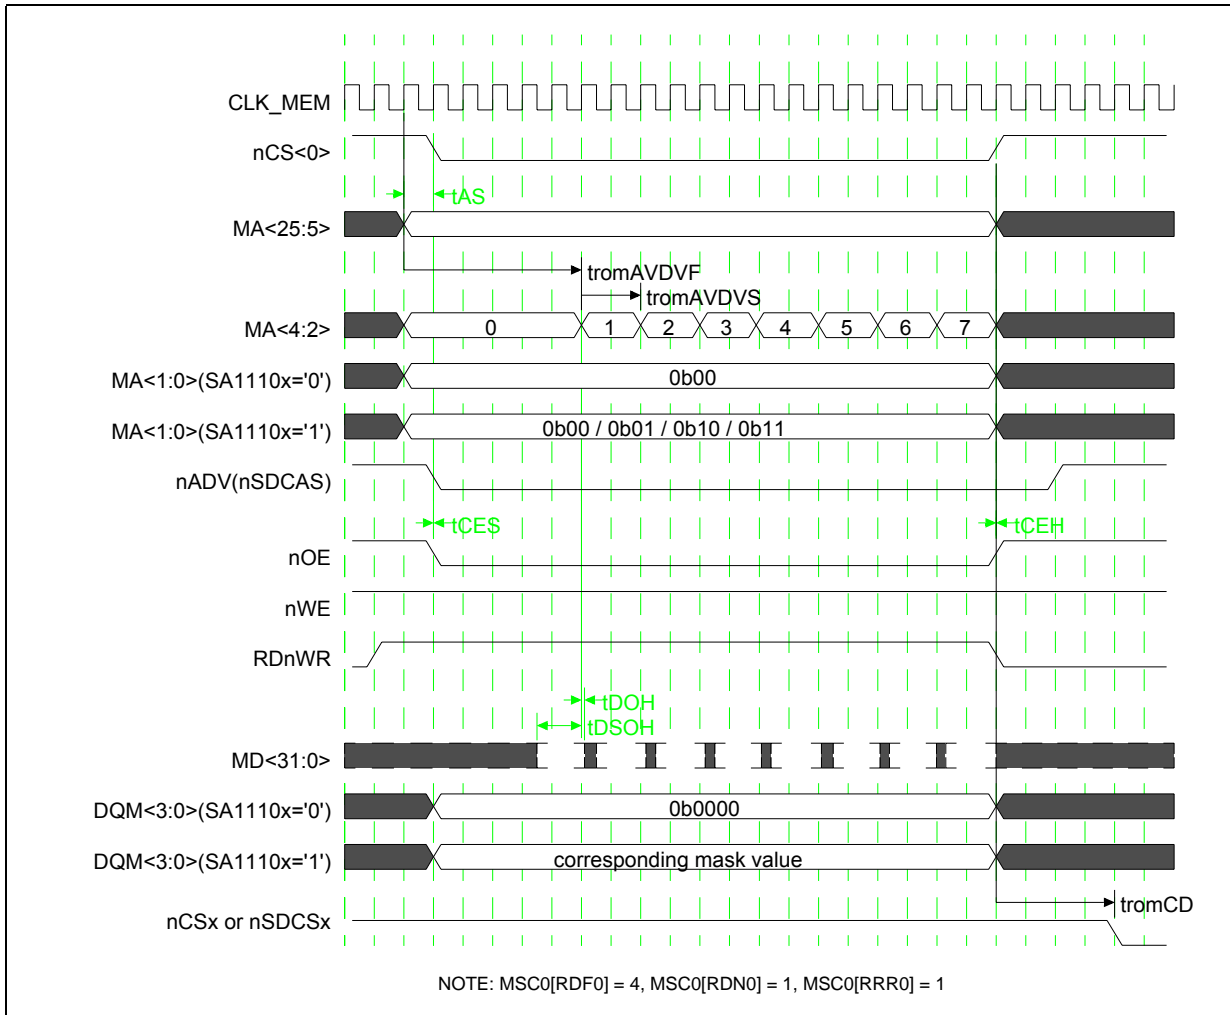 CLK_MEM
nCS<0>
tAS
MA<25:5>
tromAVDVF
tromAVDVS
MA<4:2>
0 1 2 3 4 5 6 7
MA<1:0>(SA1110x='0')
0b00
MA<1:0>(SA1110x='1')
0b00 / 0b01 / 0b10 / 0b11
nADV(nSDCAS)
tCES
tCEH
nOE
nWE
RDnWR
tDOH
tDSOH
MD<31:0>
DQM<3:0>(SA1110x='0')
0b0000
DQM<3:0>(SA1110x='1')
corresponding mask value
tromCD
nCSx or nSDCSx
NOTE: MSC0[RDF0] = 4, MSC0[RDN0] = 1, MSC0[RRR0] = 1